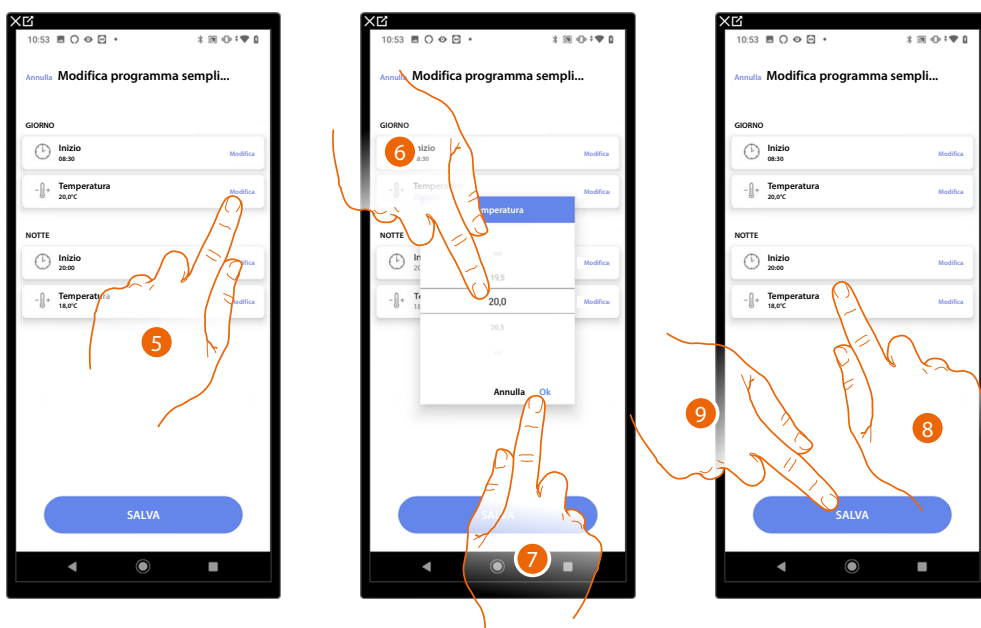 10:53
Annulla Modifica programma sempli...
GIORNO
Inizio
08:30
Modifica
Temperatura
20,0°C
Modifica
NOTTE
Inizio
20:00
Temperatura
18,0°C
Modifica
5
SALVA
10:53
Annulla Modifica programma sempli...
GIORNO
6
Modifica
Modifica
NOTTE
19,5
20,0
20,5
Modifica
Modifica
Annulla Ok
7
10:53
Annulla Modifica programma sempli...
GIORNO
Inizio
08:30
Modifica
Temperatura
20,0°C
Modifica
NOTTE
Inizio
20:00
Modifica
Temperatura
18,0°C
Modifica
9
8
SALVA